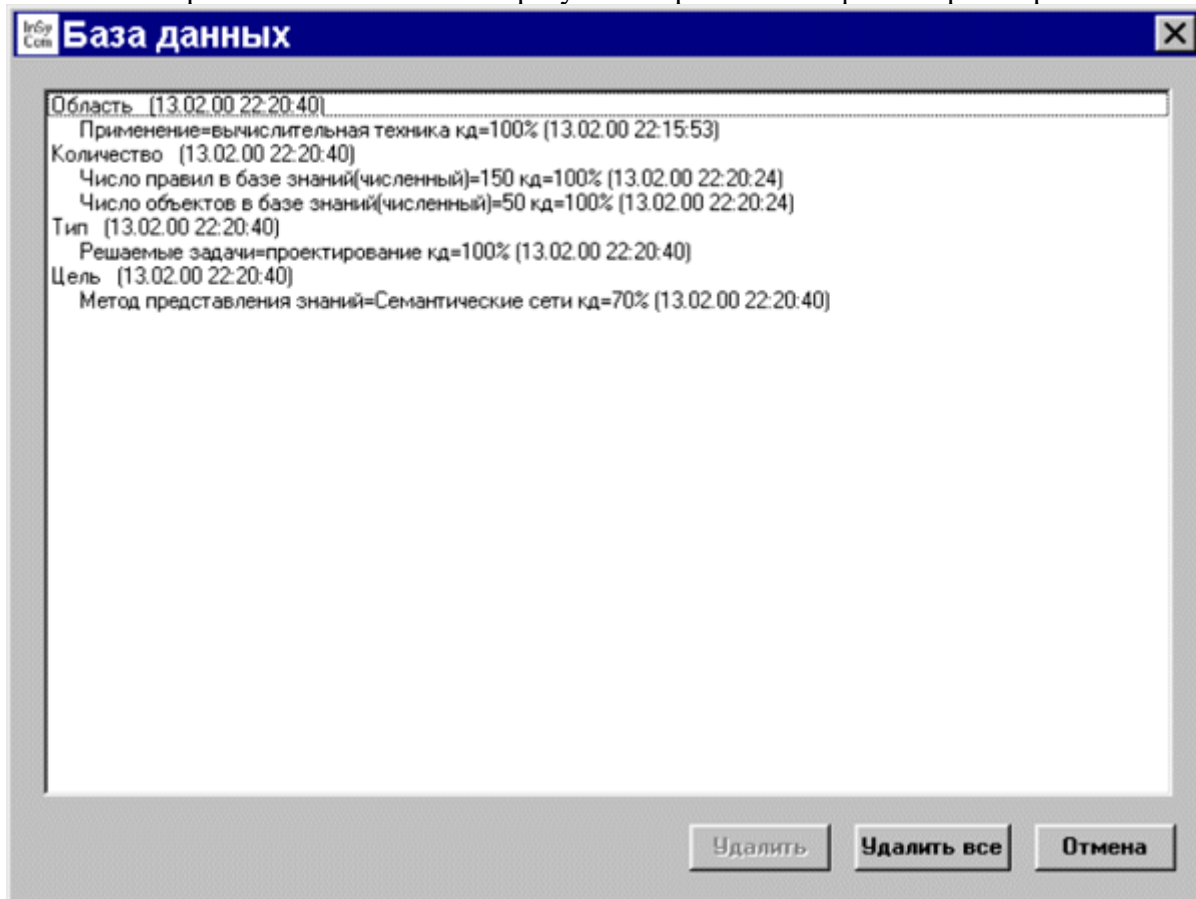 InSy
Com
База данных
Область (13.02.00 22:20:40)
Применение=вычислительная техника кд=100% (13.02.00 22:15:53)
Количество (13.02.00 22:20:40)
Число правил в базе знаний(численный)=150 кд=100% (13.02.00 22:20:24)
Число объектов в базе знаний(численный)=50 кд=100% (13.02.00 22:20:24)
Тип (13.02.00 22:20:40)
Решаемые задачи=проектирование кд=100% (13.02.00 22:20:40)
Цель (13.02.00 22:20:40)
Метод представления знаний=Семантические сети кд=70% (13.02.00 22:20:40)
Удалить
Удалить все
Отмена